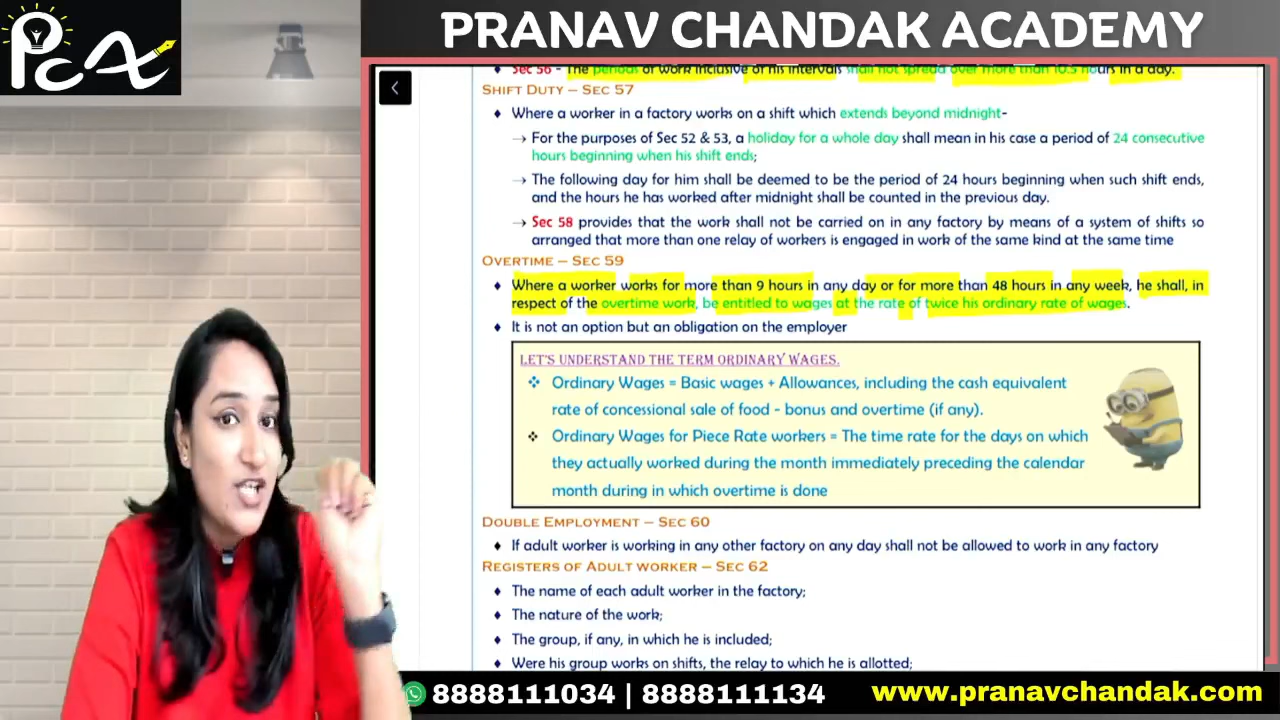 PCA
PRANAV CHANDAK ACADEMY
Sec 56 - The periods of work inclusive of his intervals shall not spread over more than 10.5 hours in a day.
SHIFT DUTY – SEC 57
♦ Where a worker in a factory works on a shift which extends beyond midnight-
→ For the purposes of Sec 52 & 53, a holiday for a whole day shall mean in his case a period of 24 consecutive
hours beginning when his shift ends;
→ The following day for him shall be deemed to be the period of 24 hours beginning when such shift ends,
and the hours he has worked after midnight shall be counted in the previous day.
→ Sec 58 provides that the work shall not be carried on in any factory by means of a system of shifts so
arranged that more than one relay of workers is engaged in work of the same kind at the same time
OVERTIME – SEC 59
♦ Where a worker works for more than 9 hours in any day or for more than 48 hours in any week, he shall, in
respect of the overtime work, be entitled to wages at the rate of twice his ordinary rate of wages.
♦ It is not an option but an obligation on the employer
LET'S UNDERSTAND THE TERM ORDINARY WAGES.
❖ Ordinary Wages = Basic wages + Allowances, including the cash equivalent
rate of concessional sale of food - bonus and overtime (if any).
❖ Ordinary Wages for Piece Rate workers = The time rate for the days on which
they actually worked during the month immediately preceding the calendar
month during in which overtime is done
DOUBLE EMPLOYMENT – SEC 60
♦ If adult worker is working in any other factory on any day shall not be allowed to work in any factory
REGISTERS OF ADULT WORKER – SEC 62
♦ The name of each adult worker in the factory;
♦ The nature of the work;
♦ The group, if any, in which he is included;
♦ Were his group works on shifts, the relay to which he is allotted;
8888111034 | 8888111134
www.pranavchandak.com